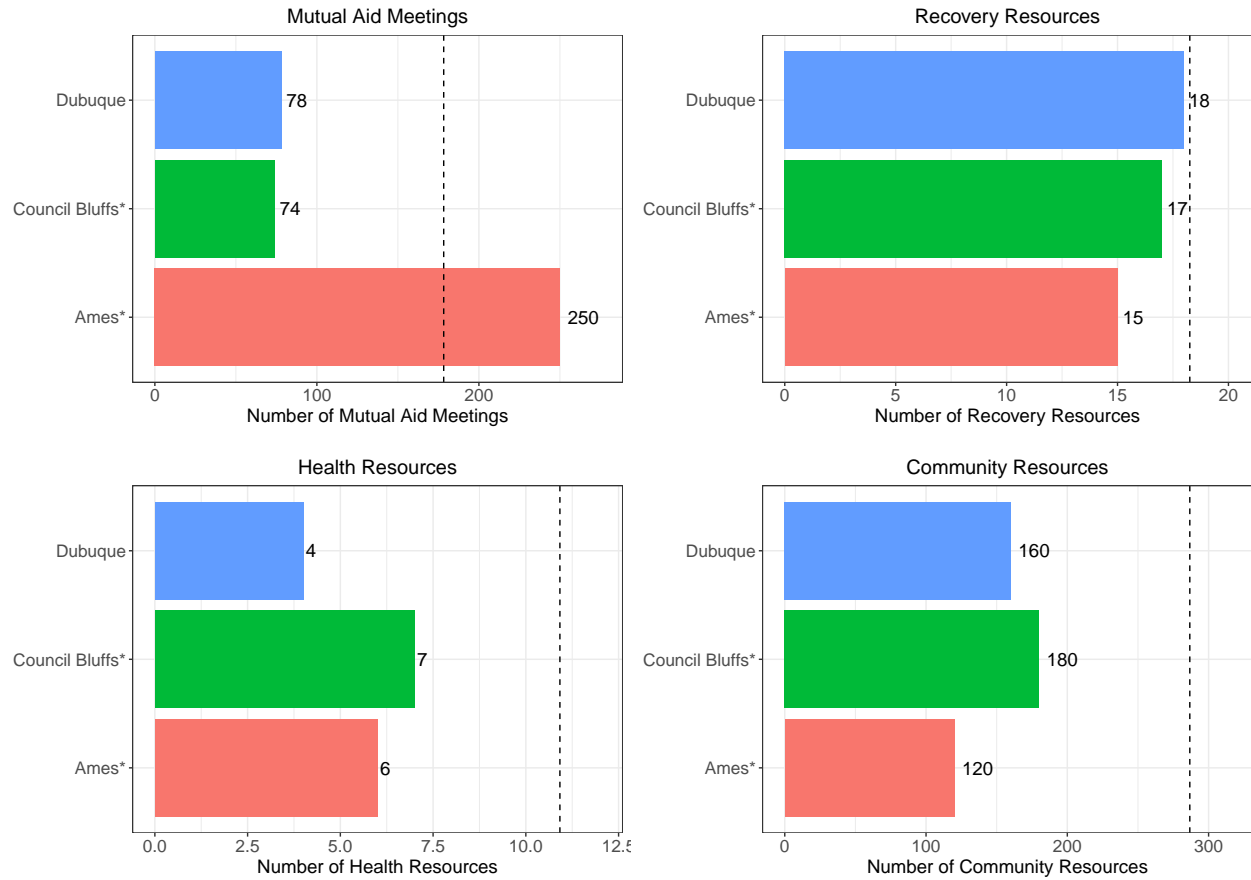 Mutual Aid Meetings
Dubuque
78
Council Bluffs*
74
Ames*
250
0 100 200
Number of Mutual Aid Meetings
Recovery Resources
Dubuque
18
Council Bluffs*
17
Ames*
15
0 5 10 15 20
Number of Recovery Resources
Health Resources
Dubuque
4
Council Bluffs*
7
Ames*
6
0.0 2.5 5.0 7.5 10.0 12.5
Number of Health Resources
Community Resources
Dubuque
160
Council Bluffs*
180
Ames*
120
0 100 200 300
Number of Community Resources